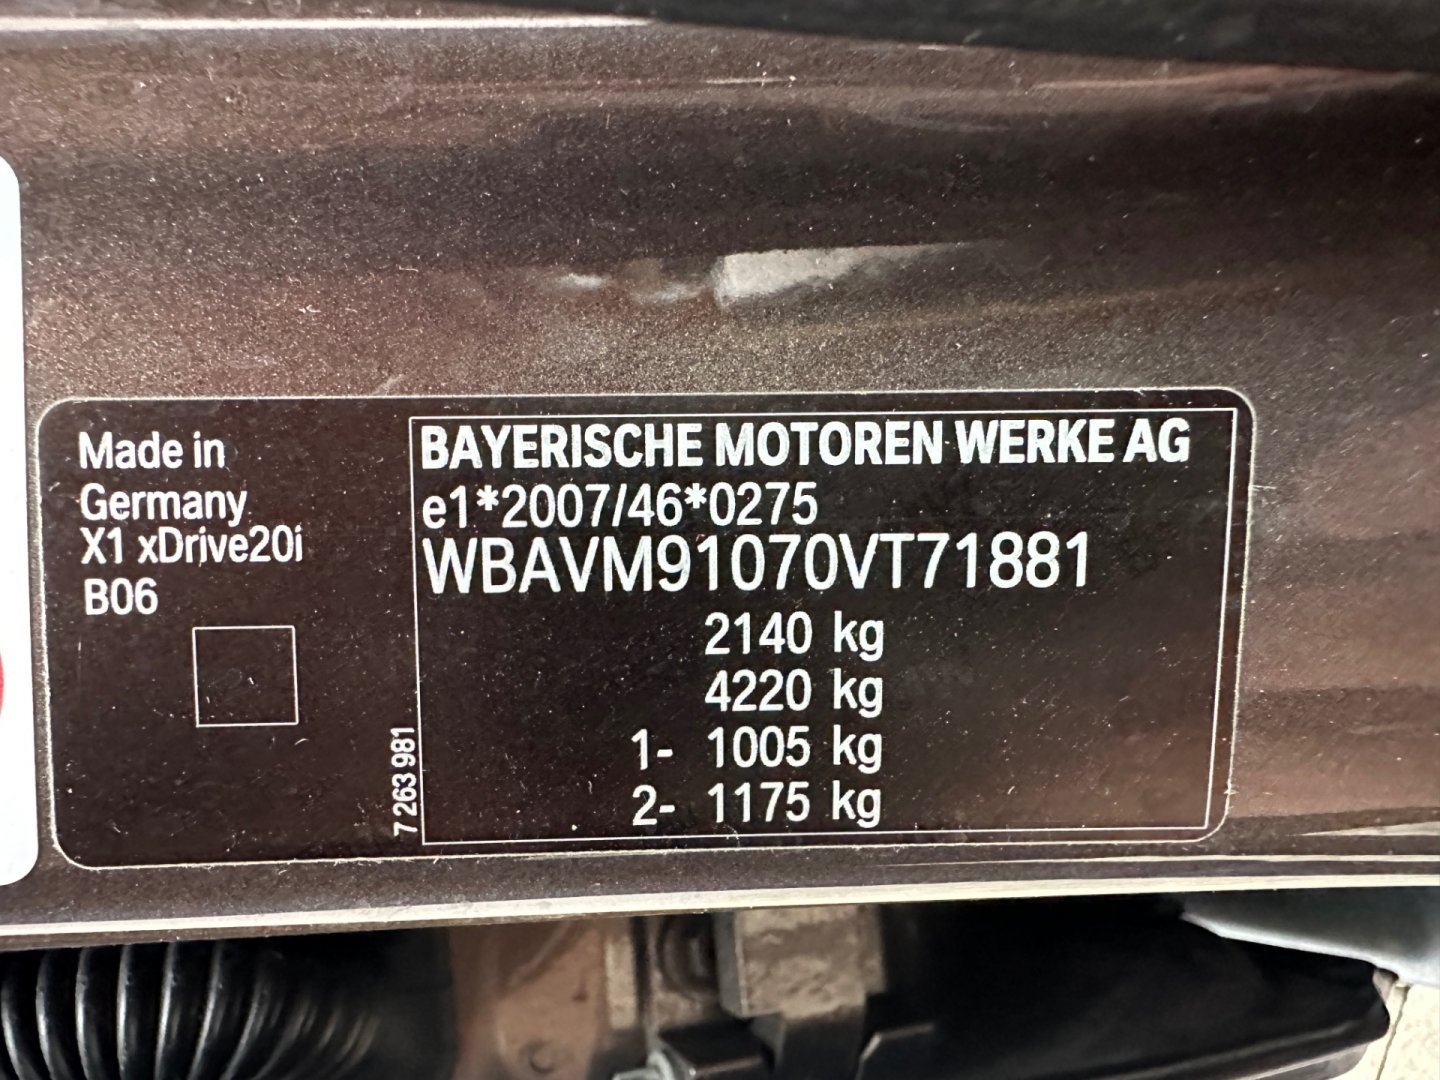 Made in
Germany
X1 xDrive20i
B06
7 263 981
BAYERISCHE MOTOREN WERKE AG
e1*2007/46*0275
WBAVM91070VT71881
2140 kg
4220 kg
1- 1005 kg
2- 1175 kg